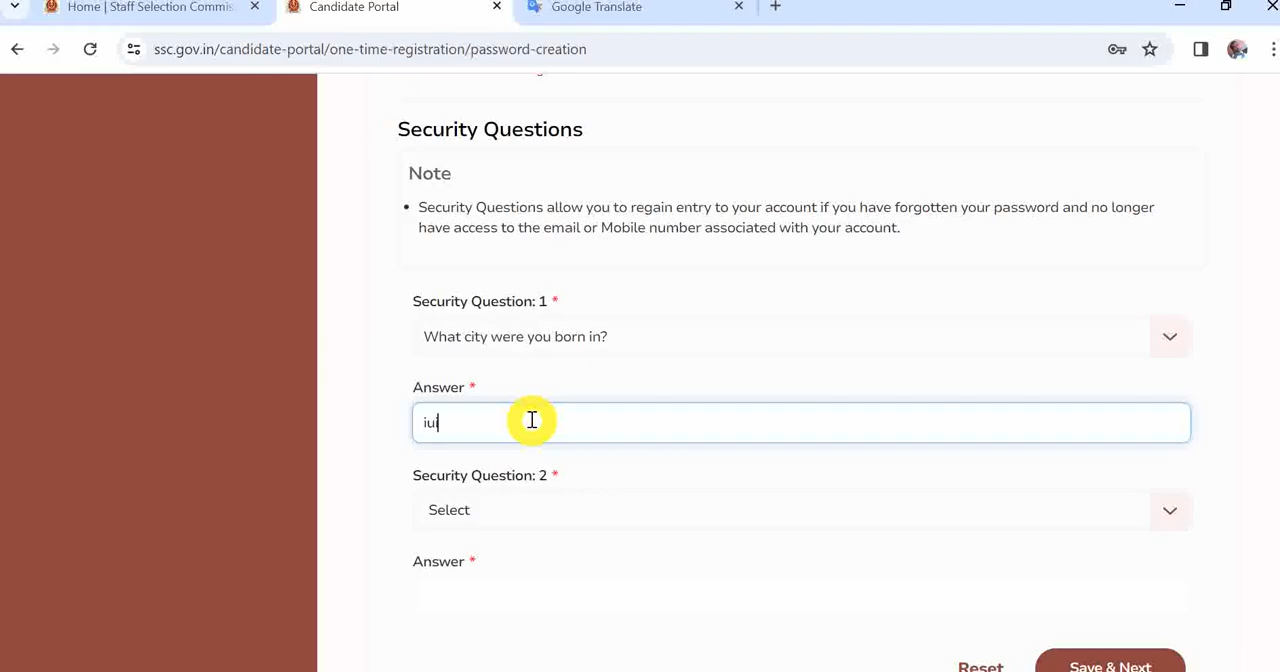 Home | Staff Selection Commis
Candidate Portal
Google Translate
ssc.gov.in/candidate-portal/one-time-registration/password-creation
Security Questions
Note
• Security Questions allow you to regain entry to your account if you have forgotten your password and no longer
have access to the email or Mobile number associated with your account.
Security Question: 1 *
What city were you born in?
Answer *
iui
Security Question: 2 *
Select
Answer *
Reset
Save & Next